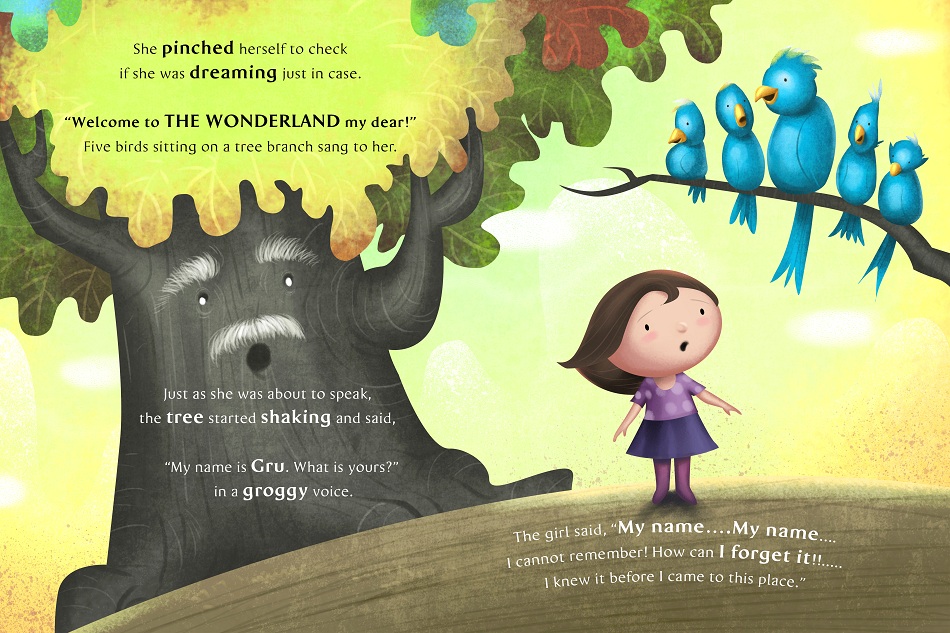 She pinched herself to check
if she was dreaming just in case.
“Welcome to THE WONDERLAND my dear!”
Five birds sitting on a tree branch sang to her.
Just as she was about to speak,
the tree started shaking and said,
“My name is Gru. What is yours?”
in a groggy voice.
The girl said, “My name....My name....
I cannot remember! How can I forget it!!.....
I knew it before I came to this place.”